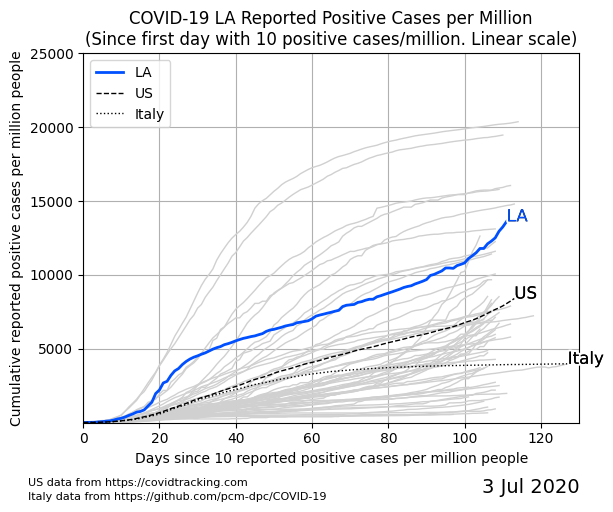 COVID-19 LA Reported Positive Cases per Million
(Since first day with 10 positive cases/million. Linear scale)
Cumulative reported positive cases per million people
25000
20000
15000
10000
5000
LA
US
Italy
LA
US
Italy
0
20
40
60
80
100
120
Days since 10 reported positive cases per million people
US data from https://covidtracking.com
Italy data from https://github.com/pcm-dpc/COVID-19
3 Jul 2020